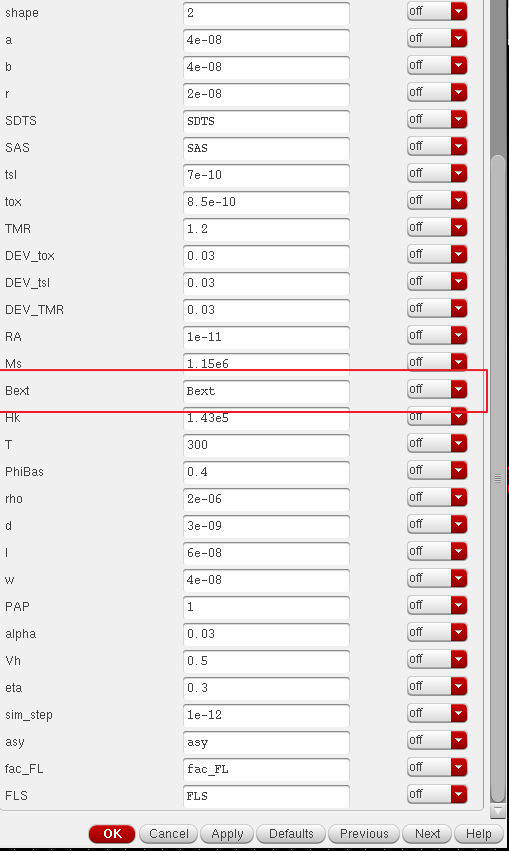 shape 2 off
a 4e-08 off
b 4e-08 off
r 2e-08 off
SDTS SDTS off
SAS SAS off
tsl 7e-10 off
tox 8.5e-10 off
TMR 1.2 off
DEV_tox 0.03 off
DEV_tsl 0.03 off
DEV_TMR 0.03 off
RA 1e-11 off
Ms 1.15e6 off
Bext Bext off
Hk 1.43e5 off
T 300 off
PhiBas 0.4 off
rho 2e-06 off
d 3e-09 off
l 6e-08 off
w 4e-08 off
PAP 1 off
alpha 0.03 off
Vh 0.5 off
eta 0.3 off
sim_step 1e-12 off
asy asy off
fac_FL fac_FL off
FLS FLS off
OK Cancel Apply Defaults Previous Next Help